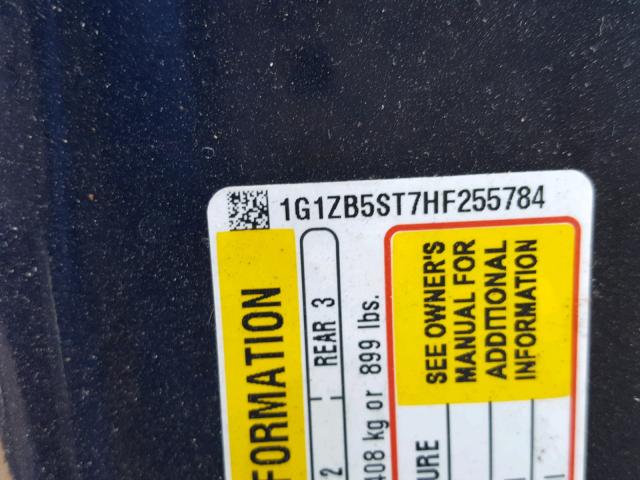 1G1ZB5ST7HF255784
FORMATION
2 | REAR 3
408 kg or 899 lbs.
SEE OWNER'S
MANUAL FOR
ADDITIONAL
INFORMATION
URE